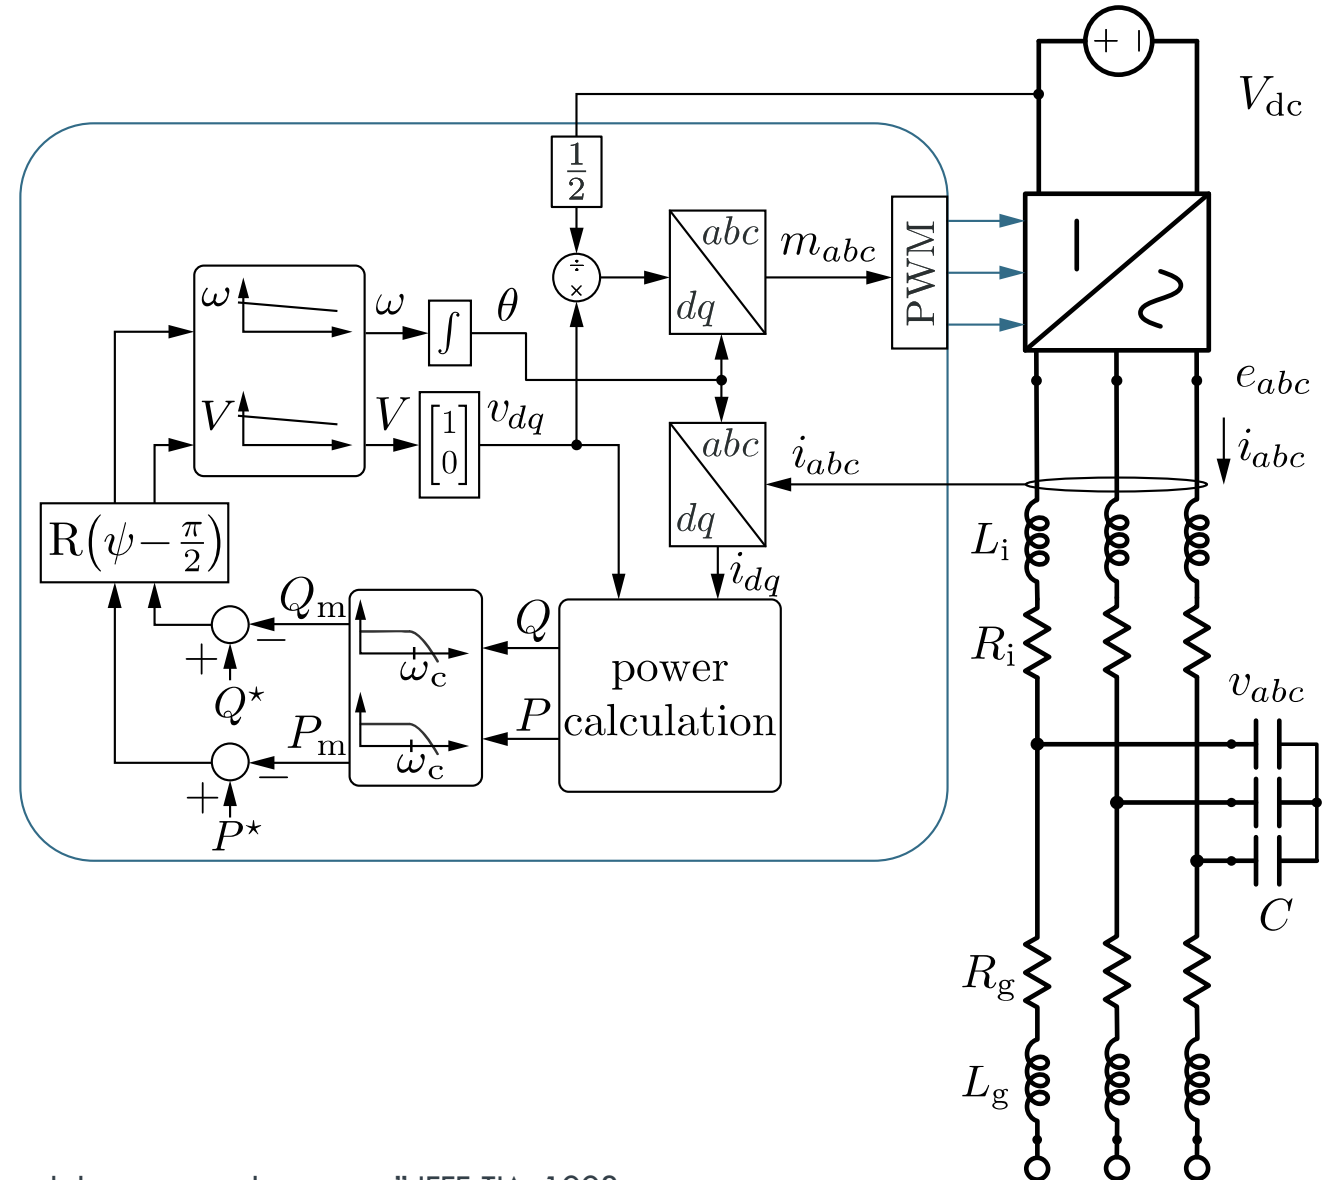 + |
V_dc
1/2
÷
×
abc
dq
m_abc
PWM
e_abc
ω
ω
∫
θ
V
V
[1 0]
v_dq
abc
dq
i_abc
i_abc
i_dq
L_i
R(ψ−π/2)
Q_m
−
+
Q⋆
ω_c
Q
power
calculation
R_i
v_abc
P_m
−
+
P⋆
ω_c
P
C
R_g
L_g